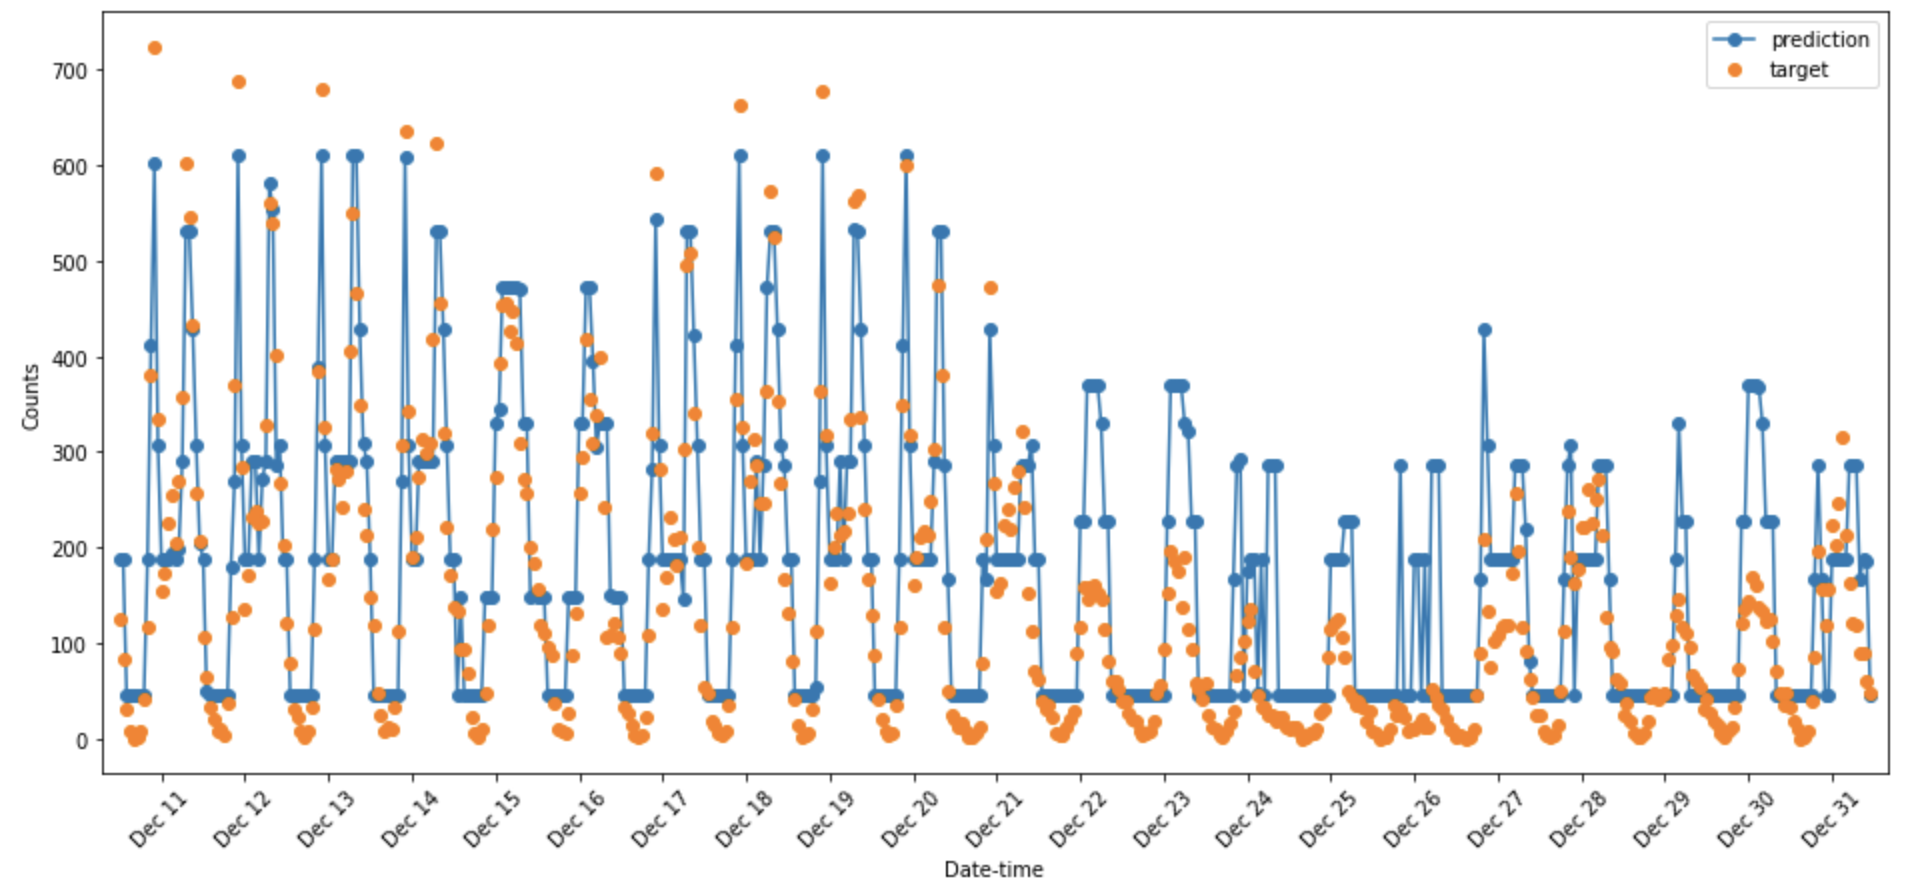 prediction
target
700
600
500
400
300
200
100
0
Counts
Dec 11
Dec 12
Dec 13
Dec 14
Dec 15
Dec 16
Dec 17
Dec 18
Dec 19
Dec 20
Dec 21
Dec 22
Dec 23
Dec 24
Dec 25
Dec 26
Dec 27
Dec 28
Dec 29
Dec 30
Dec 31
Date-time